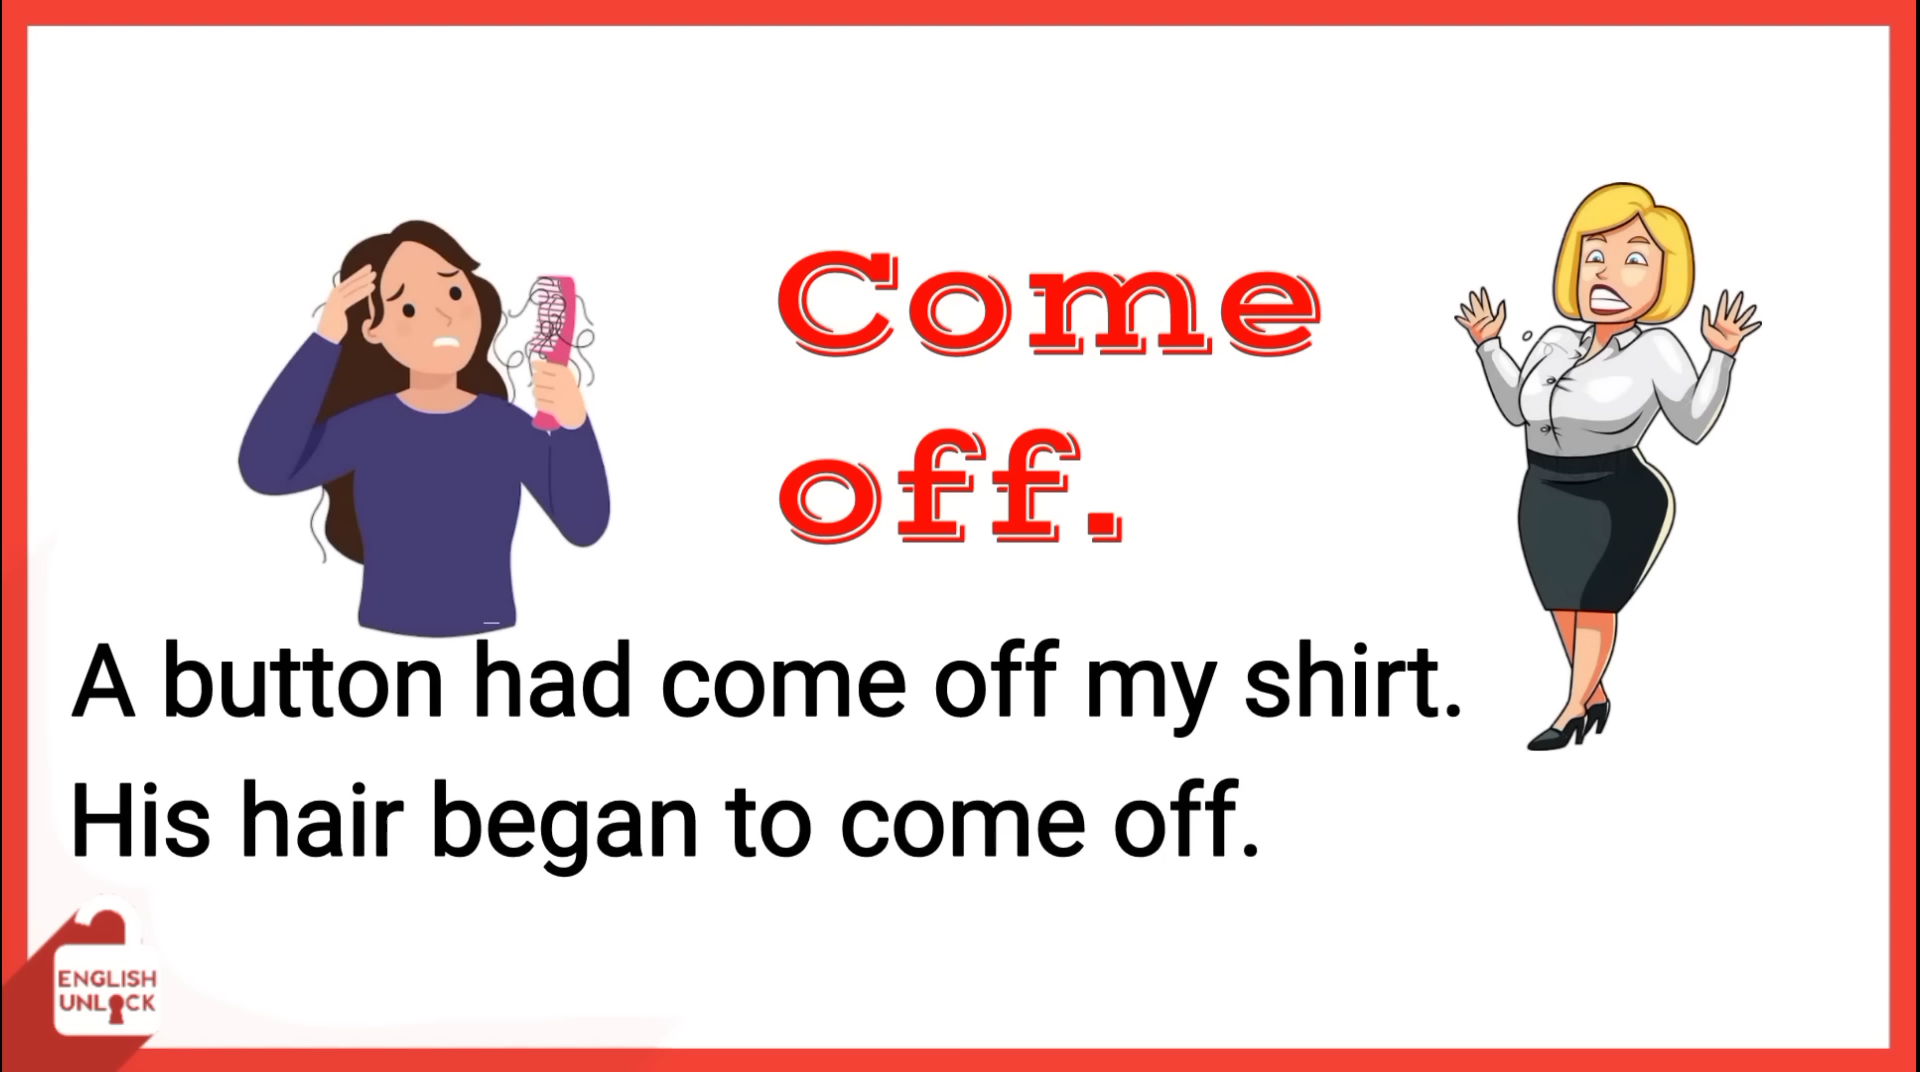 Come
off.
A button had come off my shirt.
His hair began to come off.
ENGLISH
UNLOCK